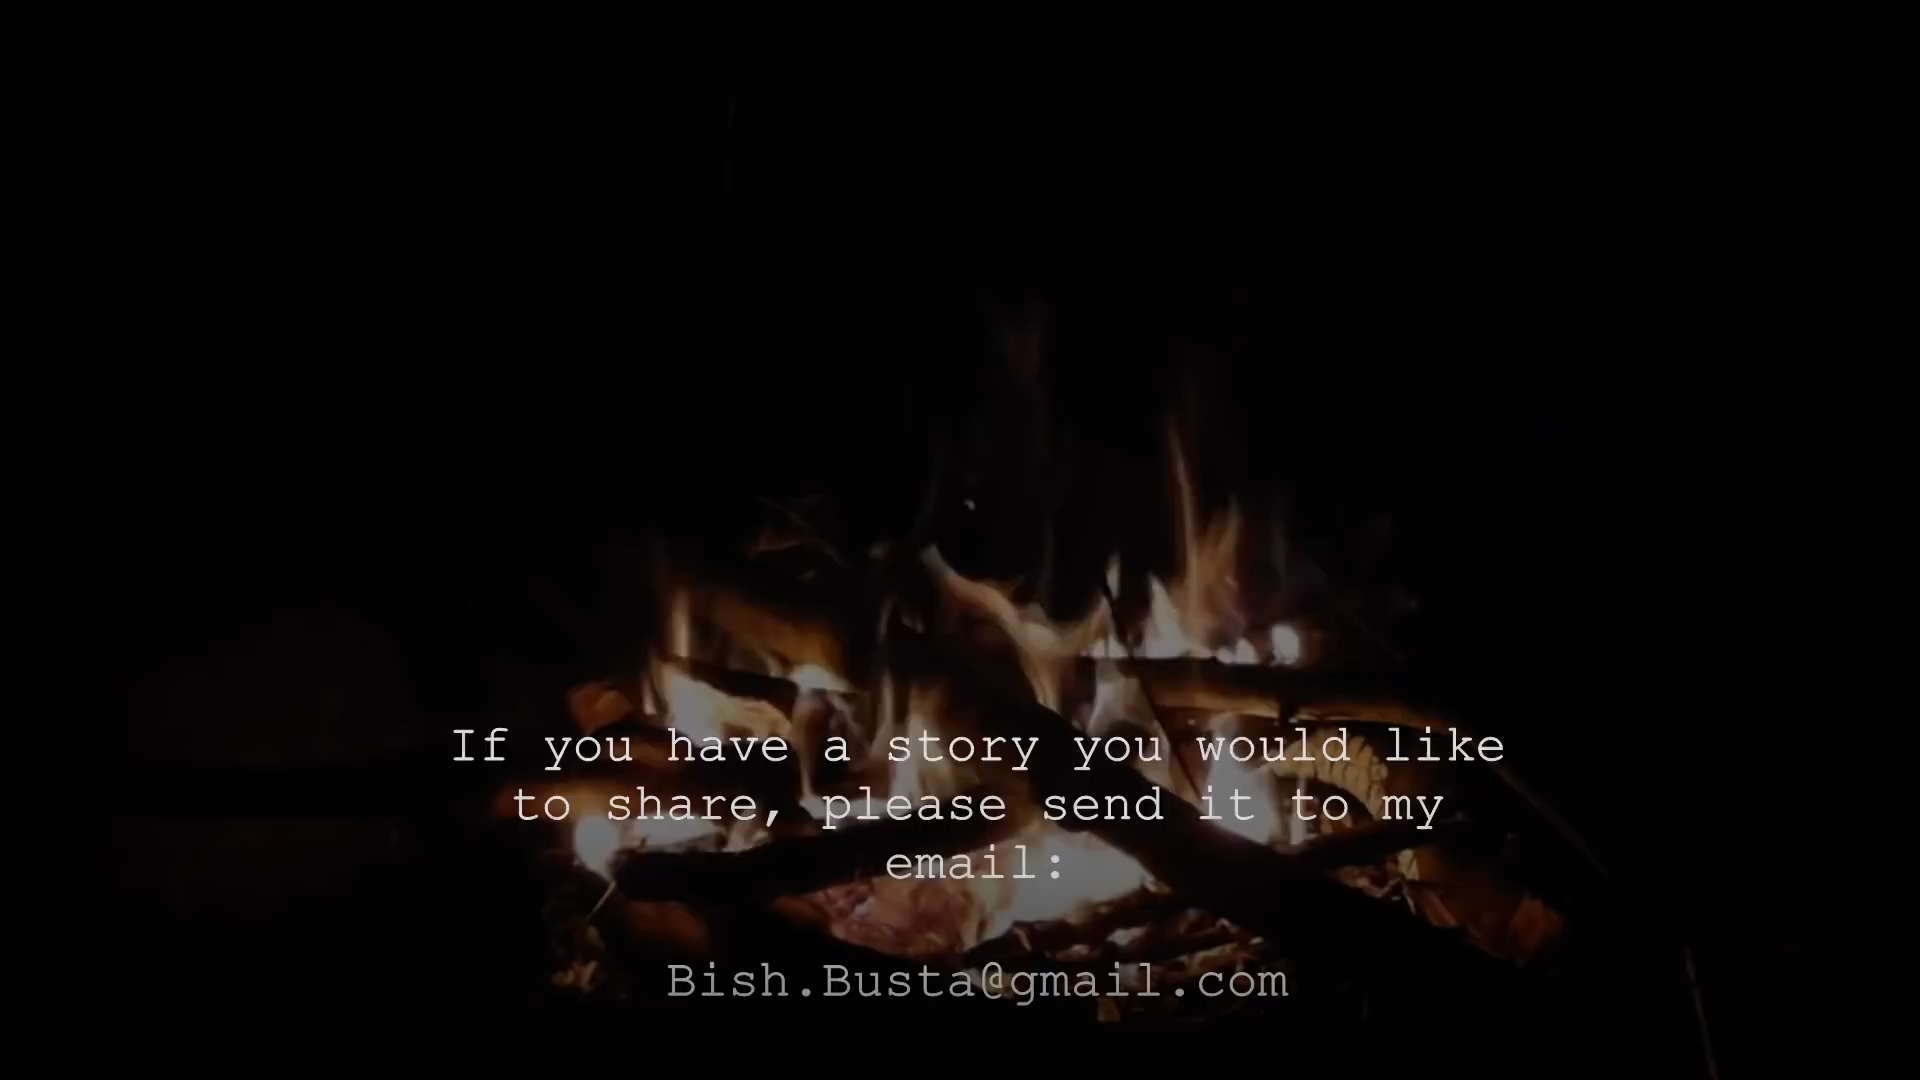 If you have a story you would like
to share, please send it to my
email:
Bish.Busta@gmail.com